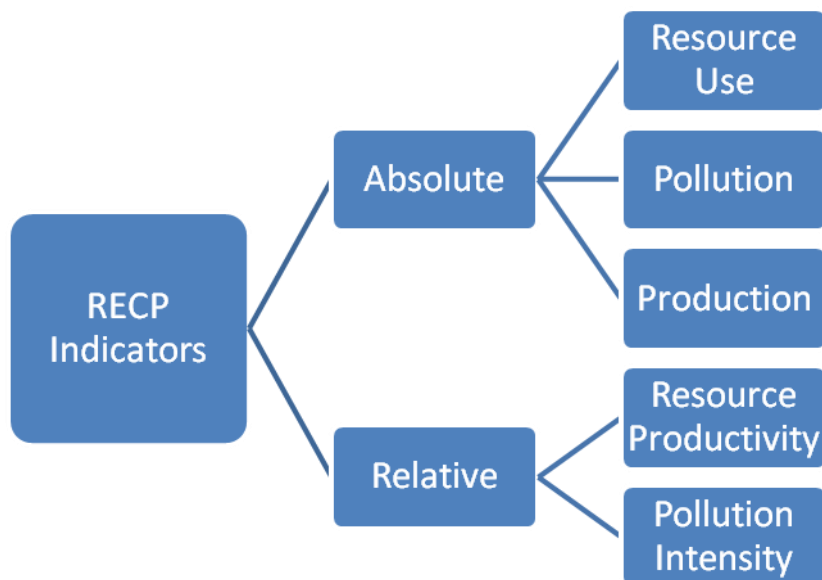 RECP
Indicators
Absolute
Resource
Use
Pollution
Production
Relative
Resource
Productivity
Pollution
Intensity